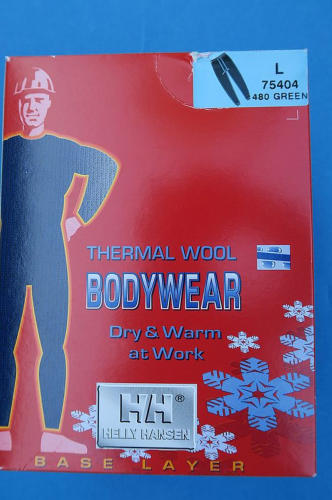 L
75404
480 GREEN
L
THERMAL WOOL
BODYWEAR
Dry & Warm
at Work
HH®
HELLY HANSEN
BASE LAYER